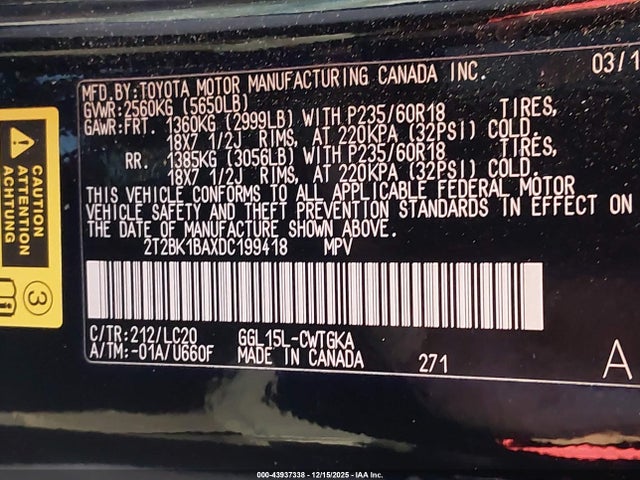 MFD. BY: TOYOTA MOTOR MANUFACTURING CANADA INC. 03/1
GVWR: 2560KG (5650LB)
GAWR: FRT. 1360KG (2999LB) WITH P235/60R18 TIRES,
18X7 1/2J RIMS, AT 220KPA (32PSI) COLD.
RR. 1385KG (3056LB) WITH P235/60R18 TIRES,
18X7 1/2J RIMS, AT 220KPA (32PSI) COLD.
THIS VEHICLE CONFORMS TO ALL APPLICABLE FEDERAL MOTOR
VEHICLE SAFETY AND THEFT PREVENTION STANDARDS IN EFFECT ON
THE DATE OF MANUFACTURE SHOWN ABOVE.
2T2BK1BAXDC199418 MPV
C/TR: 212/LC20 GGL15L-CWTGKA
A/TM: -01A/U660F MADE IN CANADA 271 A
CAUTION
ATTENTION
ACHTUNG
3
000-43937338 - 12/15/2025 - IAA Inc.